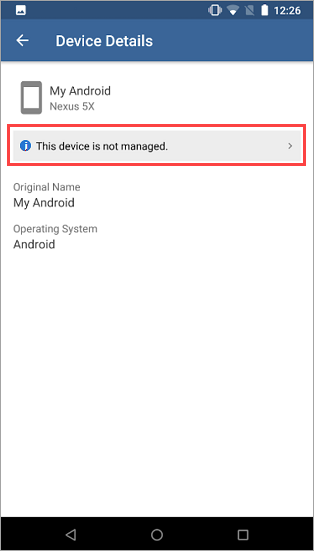 12:26
Device Details
My Android
Nexus 5X
This device is not managed.
Original Name
My Android
Operating System
Android